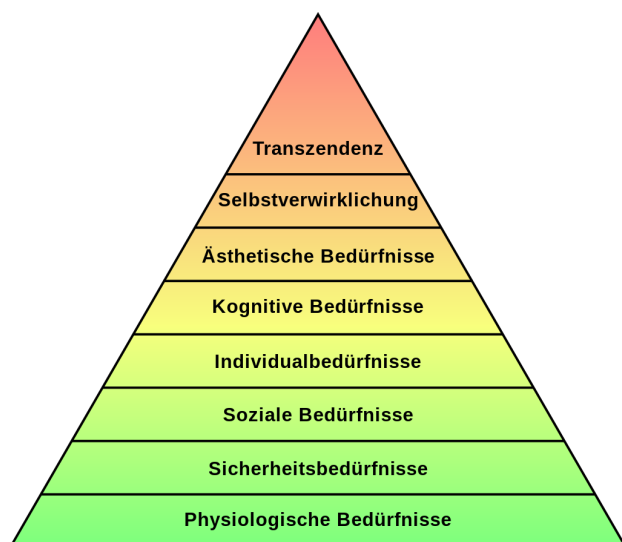 Transzendenz
Selbstverwirklichung
Ästhetische Bedürfnisse
Kognitive Bedürfnisse
Individualbedürfnisse
Soziale Bedürfnisse
Sicherheitsbedürfnisse
Physiologische Bedürfnisse